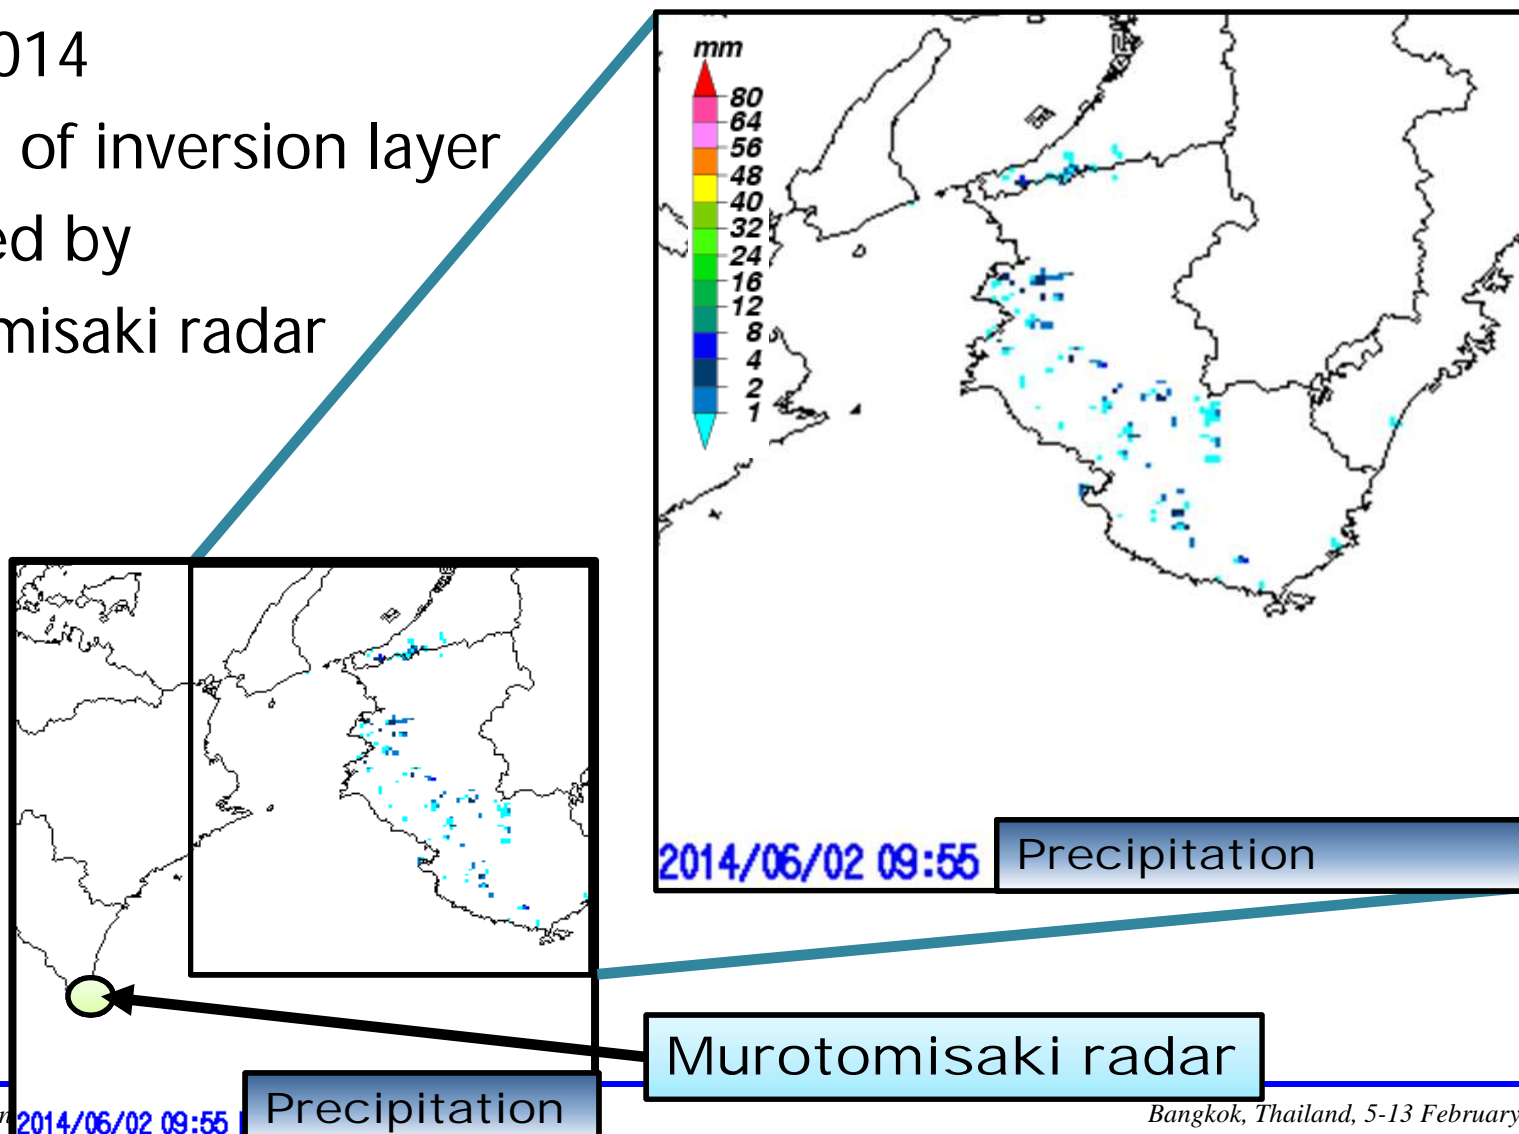 014
of inversion layer
ed by
misaki radar
mm
80
64
56
48
40
32
24
16
12
8
4
2
1
2014/06/02 09:55
Precipitation
Murotomisaki radar
2014/06/02 09:55
Precipitation
Bangkok, Thailand, 5-13 February